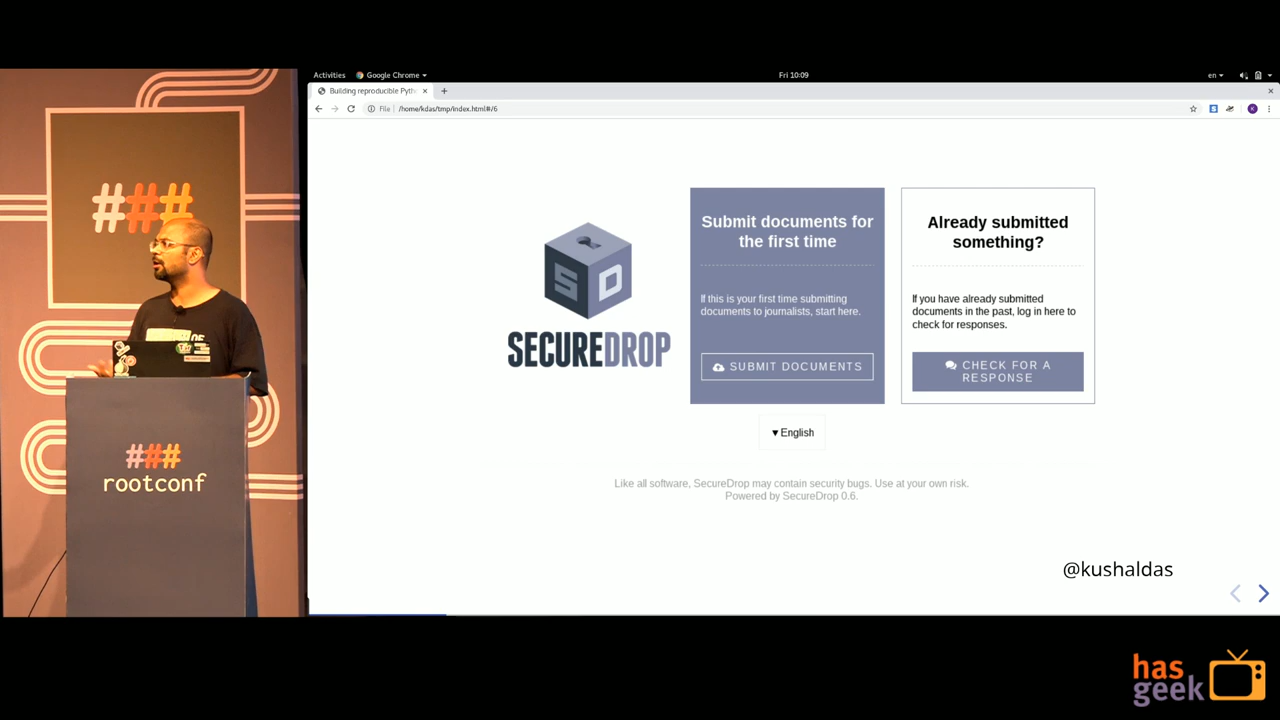 ###
###
rootconf
Activities
Google Chrome
Fri 10:09
en
Building reproducible Pyth
File
/home/kdas/tmp/index.html#/6
SD
SECUREDROP
Submit documents for
the first time
If this is your first time submitting
documents to journalists, start here.
SUBMIT DOCUMENTS
Already submitted
something?
If you have already submitted
documents in the past, log in here to
check for responses.
CHECK FOR A
RESPONSE
▼English
Like all software, SecureDrop may contain security bugs. Use at your own risk.
Powered by SecureDrop 0.6.
@kushaldas
has
geek